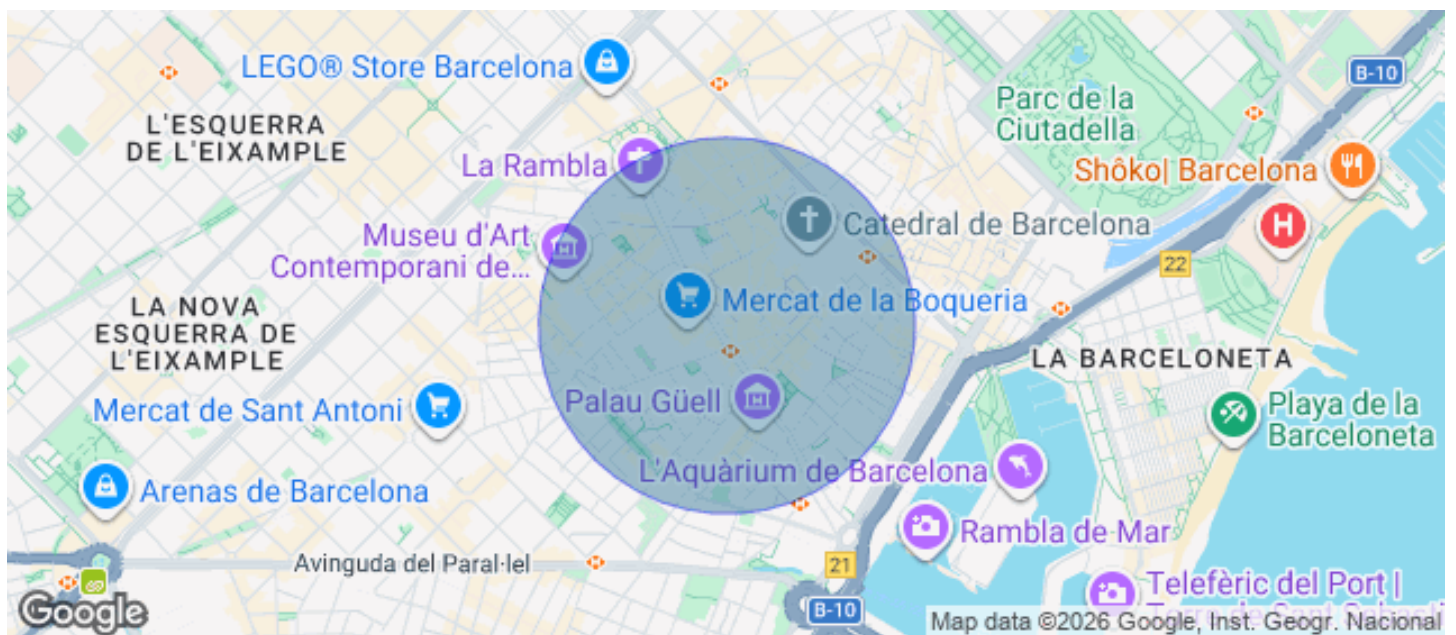 LEGO® Store Barcelona
B-10
Parc de la
Ciutadella
L'ESQUERRA
DE L'EIXAMPLE
La Rambla
Shôko| Barcelona
Museu d'Art
Contemporani de...
Catedral de Barcelona
H
22
LA NOVA
ESQUERRA DE
L'EIXAMPLE
Mercat de la Boqueria
LA BARCELONETA
Mercat de Sant Antoni
Palau Güell
Playa de la
Barceloneta
Arenas de Barcelona
L'Aquàrium de Barcelona
Rambla de Mar
Avinguda del Paral·lel
21
Telefèric del Port |
B-10
Google
Map data ©2026 Google, Inst. Geogr. Nacional